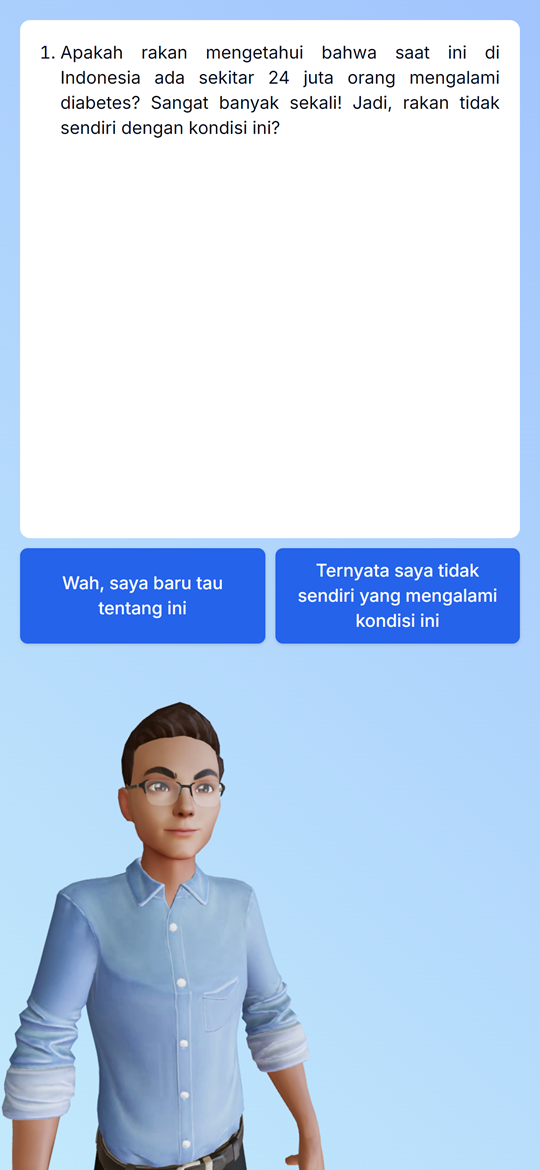 1. Apakah rakan mengetahui bahwa saat ini di
Indonesia ada sekitar 24 juta orang mengalami
diabetes? Sangat banyak sekali! Jadi, rakan tidak
sendiri dengan kondisi ini?
Wah, saya baru tau
tentang ini
Ternyata saya tidak
sendiri yang mengalami
kondisi ini